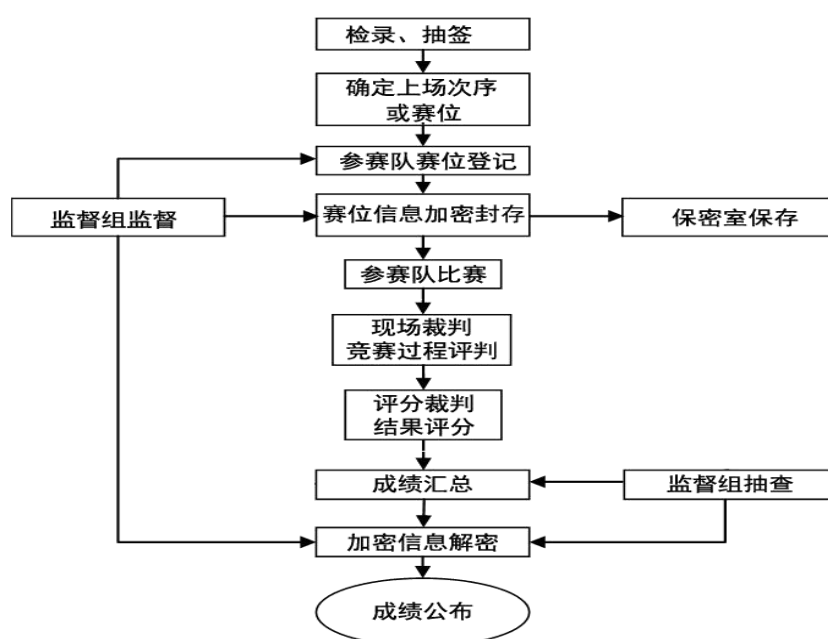 检录、抽签
确定上场次序
或赛位
参赛队赛位登记
监督组监督
赛位信息加密封存
保密室保存
参赛队比赛
现场裁判
竞赛过程评判
评分裁判
结果评分
成绩汇总
监督组抽查
加密信息解密
成绩公布